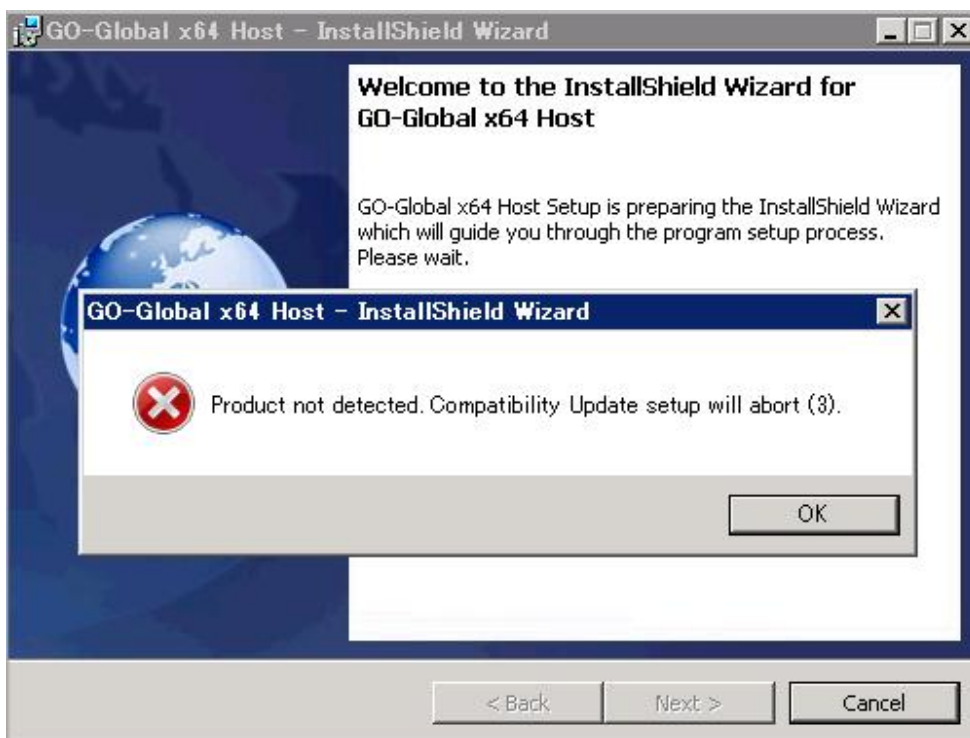 GO-Global x64 Host - InstallShield Wizard
Welcome to the InstallShield Wizard for
GO-Global x64 Host
GO-Global x64 Host Setup is preparing the InstallShield Wizard
which will guide you through the program setup process.
Please wait.
GO-Global x64 Host - InstallShield Wizard
Product not detected. Compatibility Update setup will abort (3).
OK
< Back
Next >
Cancel